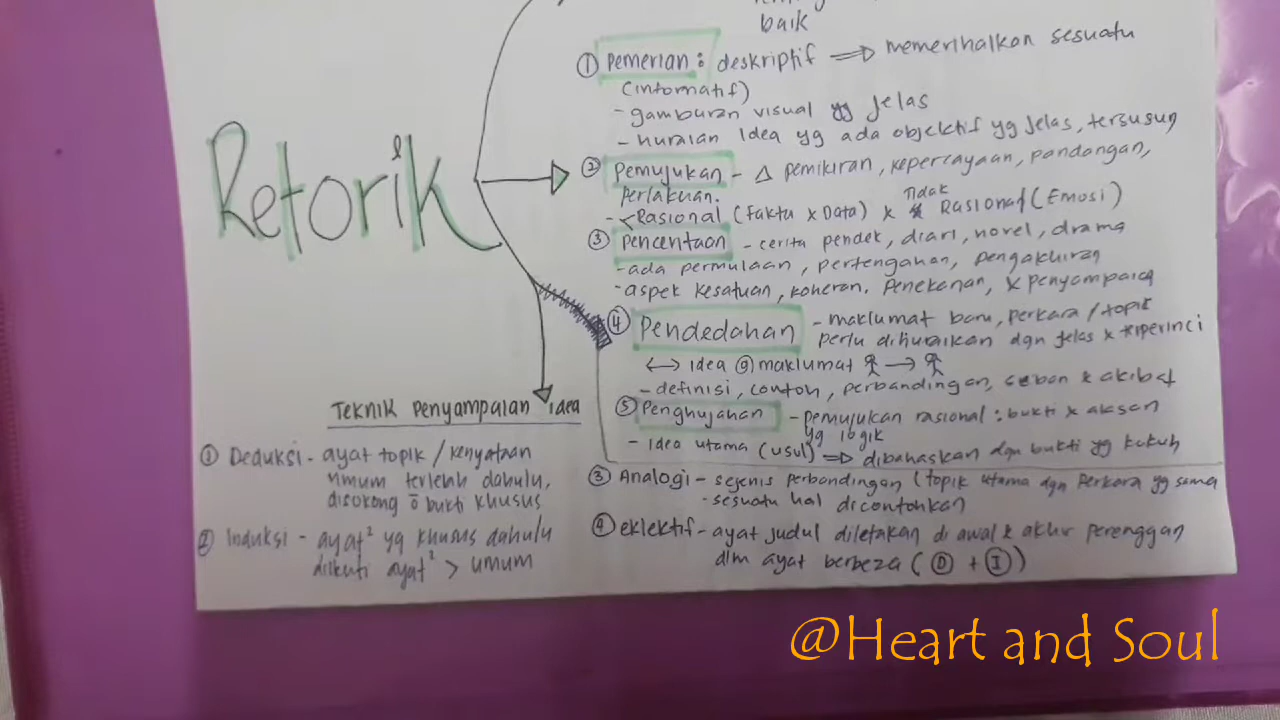 baik
① Pemerian : deskriptif ⇒ memerihalkan sesuatu
(informatif)
- gambaran visual yg jelas
- huraian Idea yg ada objektif yg jelas, tersusun
② Pemujukan - Δ pemikiran, kepercayaan, pandangan,
perlakuan.
- Rasional (Fakta & Data) & Tidak Rasional (Emosi)
③ Penceritaan - cerita pendek, diari, novel, drama
- ada permulaan, pertengahan, pengakhiran
- aspek kesatuan, koheran. Penekanan, & penyampaian
④ Pendedahan - maklumat baru, perkara / topik
perlu dihuraikan dgn jelas & terperinci
↔ idea @ maklumat → 
- definisi, contoh, perbandingan, sebab & akibat
⑤ Penghujahan - pemujukan rasional : bukti & alasan
yg logik
- idea utama (usul) ⇒ dibahaskan dgn bukti yg kukuh
Retorik
Teknik Penyampaian idea
① Deduksi - ayat topik / kenyataan
umum terlebih dahulu,
disokong ō bukti khusus
② Induksi - ayat² yg khusus dahulu
diikuti ayat² > umum
③ Analogi - sejenis perbandingan (topik utama dgn perkara yg sama
- sesuatu hal dicontohkan
④ eklektif - ayat judul diletakan di awal & akhir perenggan
dlm ayat berbeza (Ⓓ + Ⓘ)
@Heart and Soul